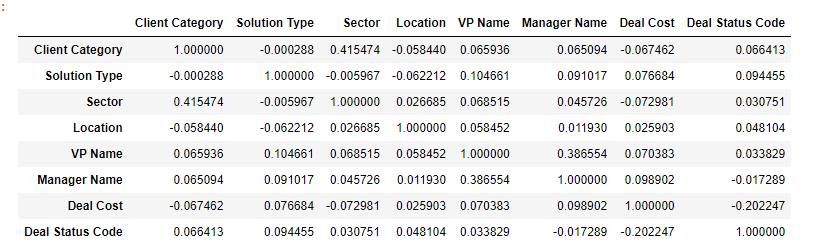 :
Client Category Solution Type Sector Location VP Name Manager Name Deal Cost Deal Status Code
Client Category 1.000000 -0.000288 0.415474 -0.058440 0.065936 0.065094 -0.067462 0.066413
Solution Type -0.000288 1.000000 -0.005967 -0.062212 0.104661 0.091017 0.076684 0.094455
Sector 0.415474 -0.005967 1.000000 0.026685 0.068515 0.045726 -0.072981 0.030751
Location -0.058440 -0.062212 0.026685 1.000000 0.058452 0.011930 0.025903 0.048104
VP Name 0.065936 0.104661 0.068515 0.058452 1.000000 0.386554 0.070383 0.033829
Manager Name 0.065094 0.091017 0.045726 0.011930 0.386554 1.000000 0.098902 -0.017289
Deal Cost -0.067462 0.076684 -0.072981 0.025903 0.070383 0.098902 1.000000 -0.202247
Deal Status Code 0.066413 0.094455 0.030751 0.048104 0.033829 -0.017289 -0.202247 1.000000